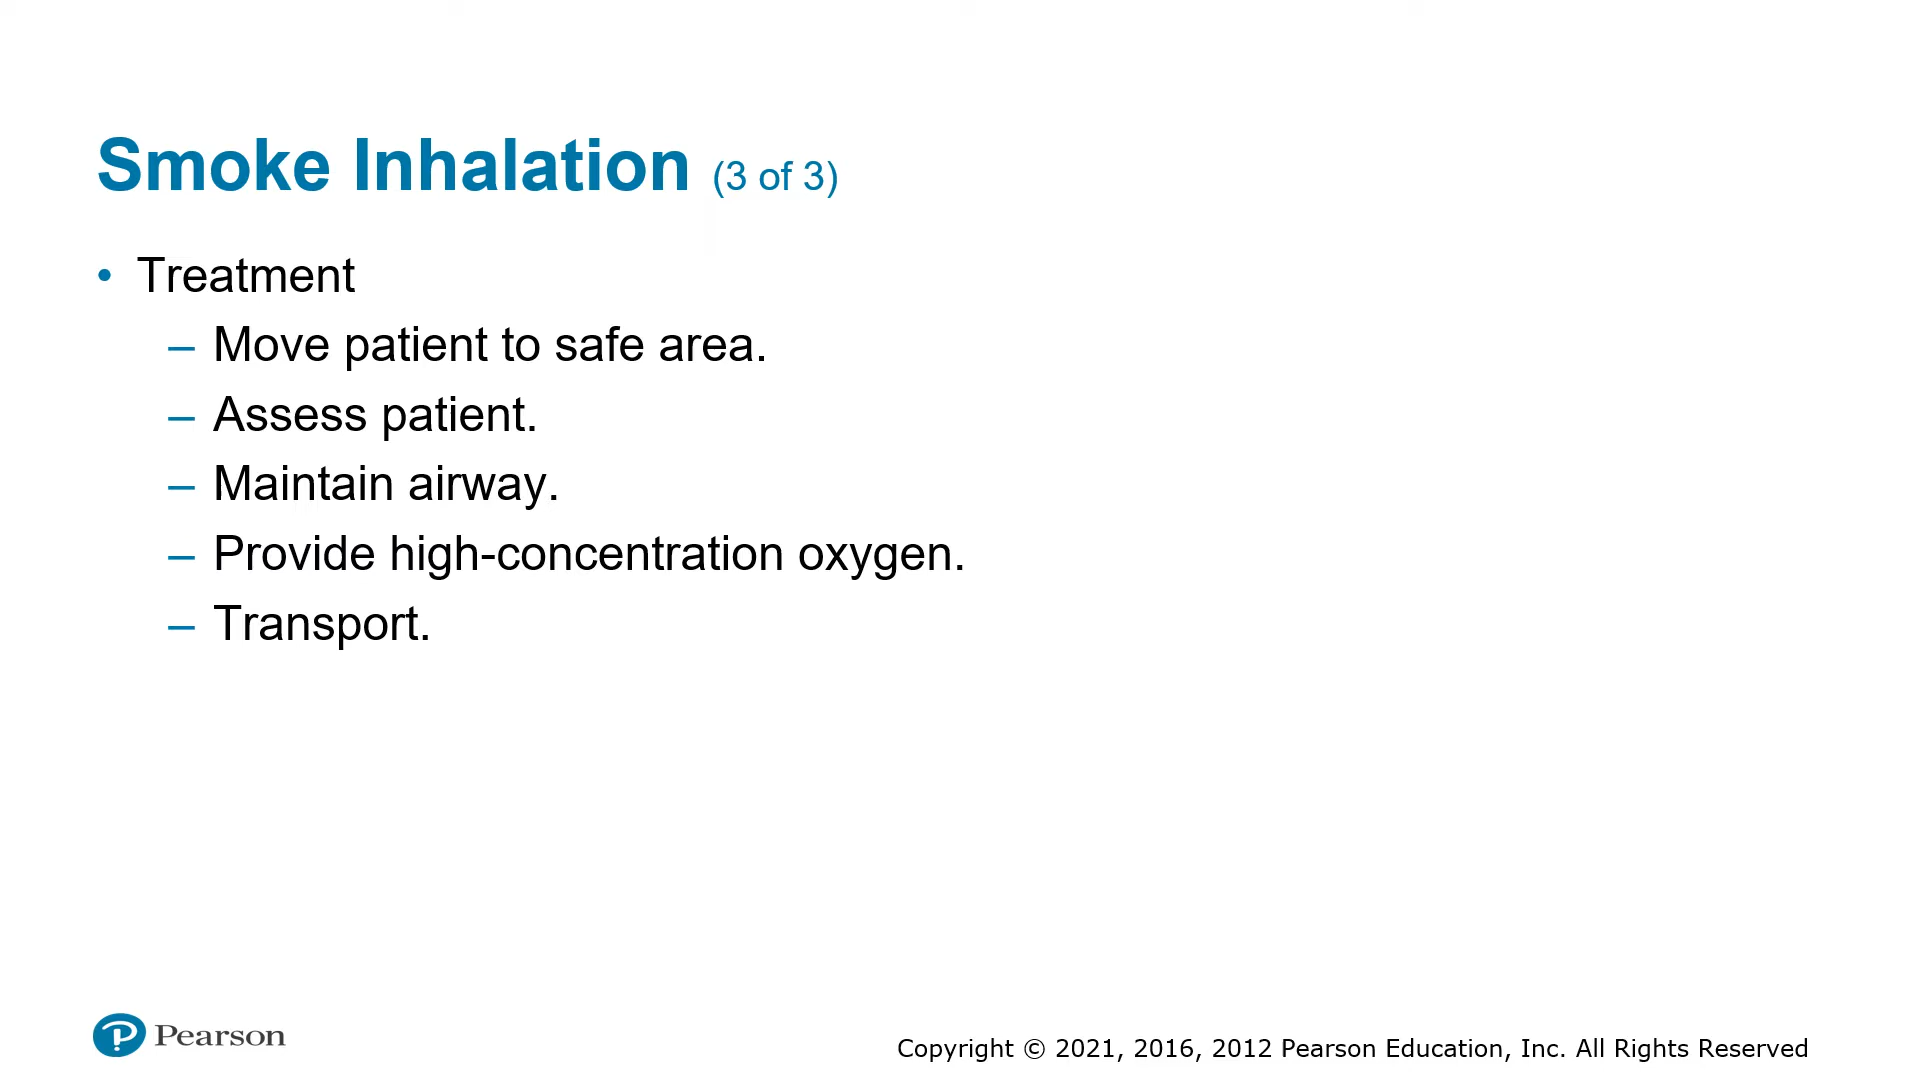 Smoke Inhalation (3 of 3)
• Treatment
– Move patient to safe area.
– Assess patient.
– Maintain airway.
– Provide high-concentration oxygen.
– Transport.
Pearson
Copyright © 2021, 2016, 2012 Pearson Education, Inc. All Rights Reserved